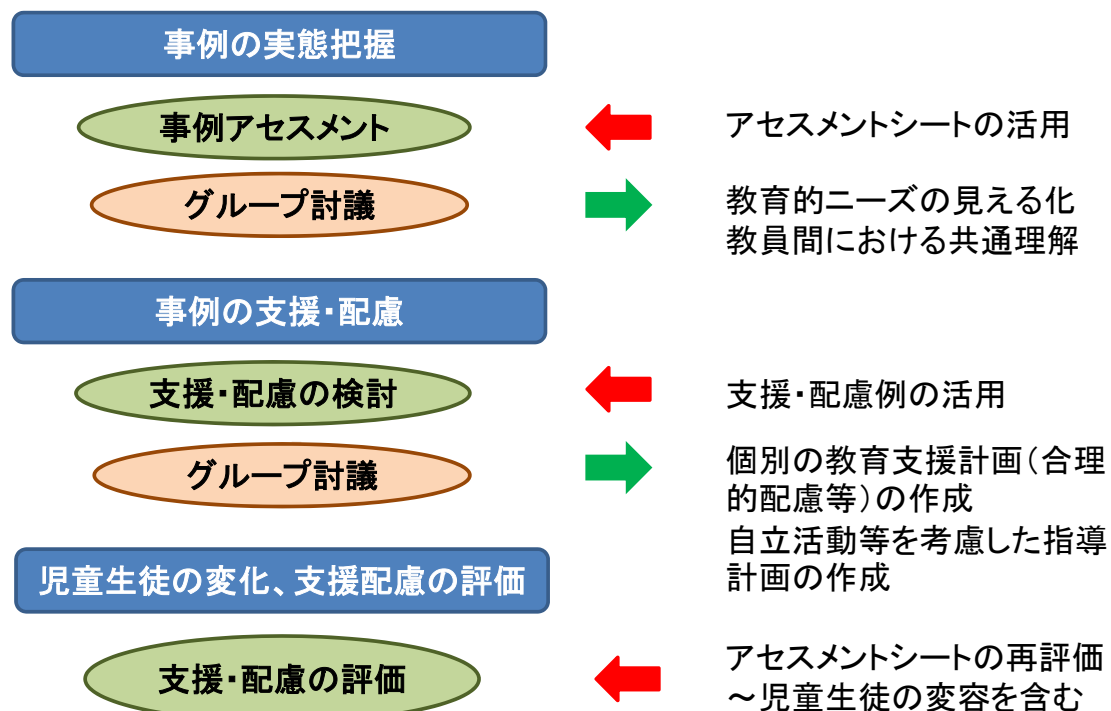 事例の実態把握
事例アセスメント
アセスメントシートの活用
グループ討議
教育的ニーズの見える化
教員間における共通理解
事例の支援・配慮
支援・配慮の検討
支援・配慮例の活用
グループ討議
個別の教育支援計画(合理
的配慮等)の作成
自立活動等を考慮した指導
計画の作成
児童生徒の変化、支援配慮の評価
支援・配慮の評価
アセスメントシートの再評価
～児童生徒の変容を含む